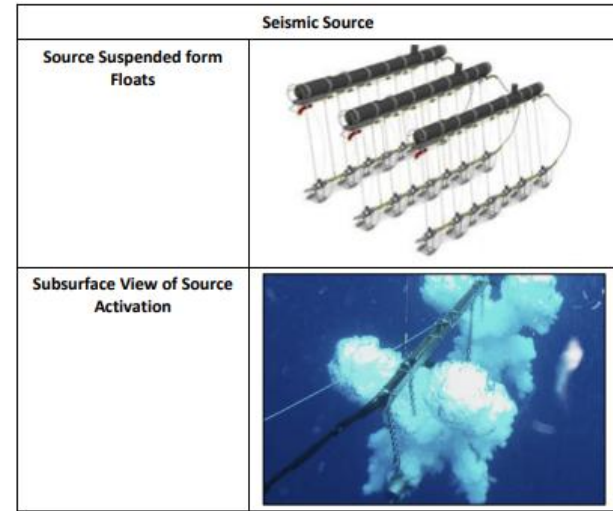 Seismic Source
Source Suspended form
Floats
Subsurface View of Source
Activation